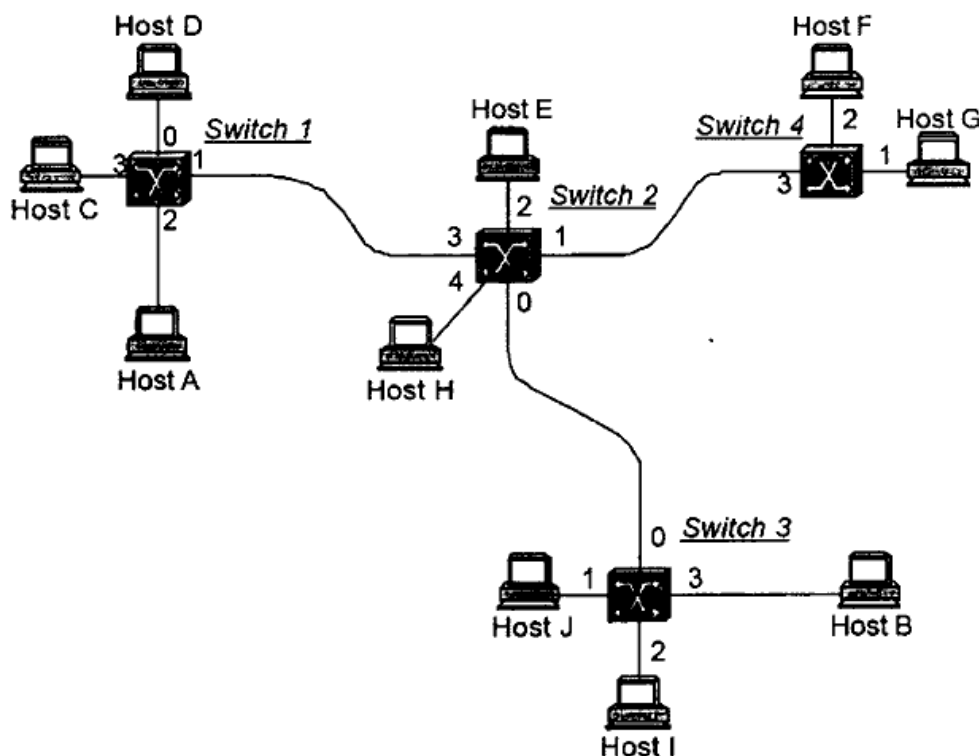 Host D
Host F
0
Switch 1
Host E
Switch 4
2
Host G
3
1
1
Host C
2
2
Switch 2
3
3
1
4
0
Host A
Host H
0
Switch 3
1
3
Host J
Host B
2
Host I